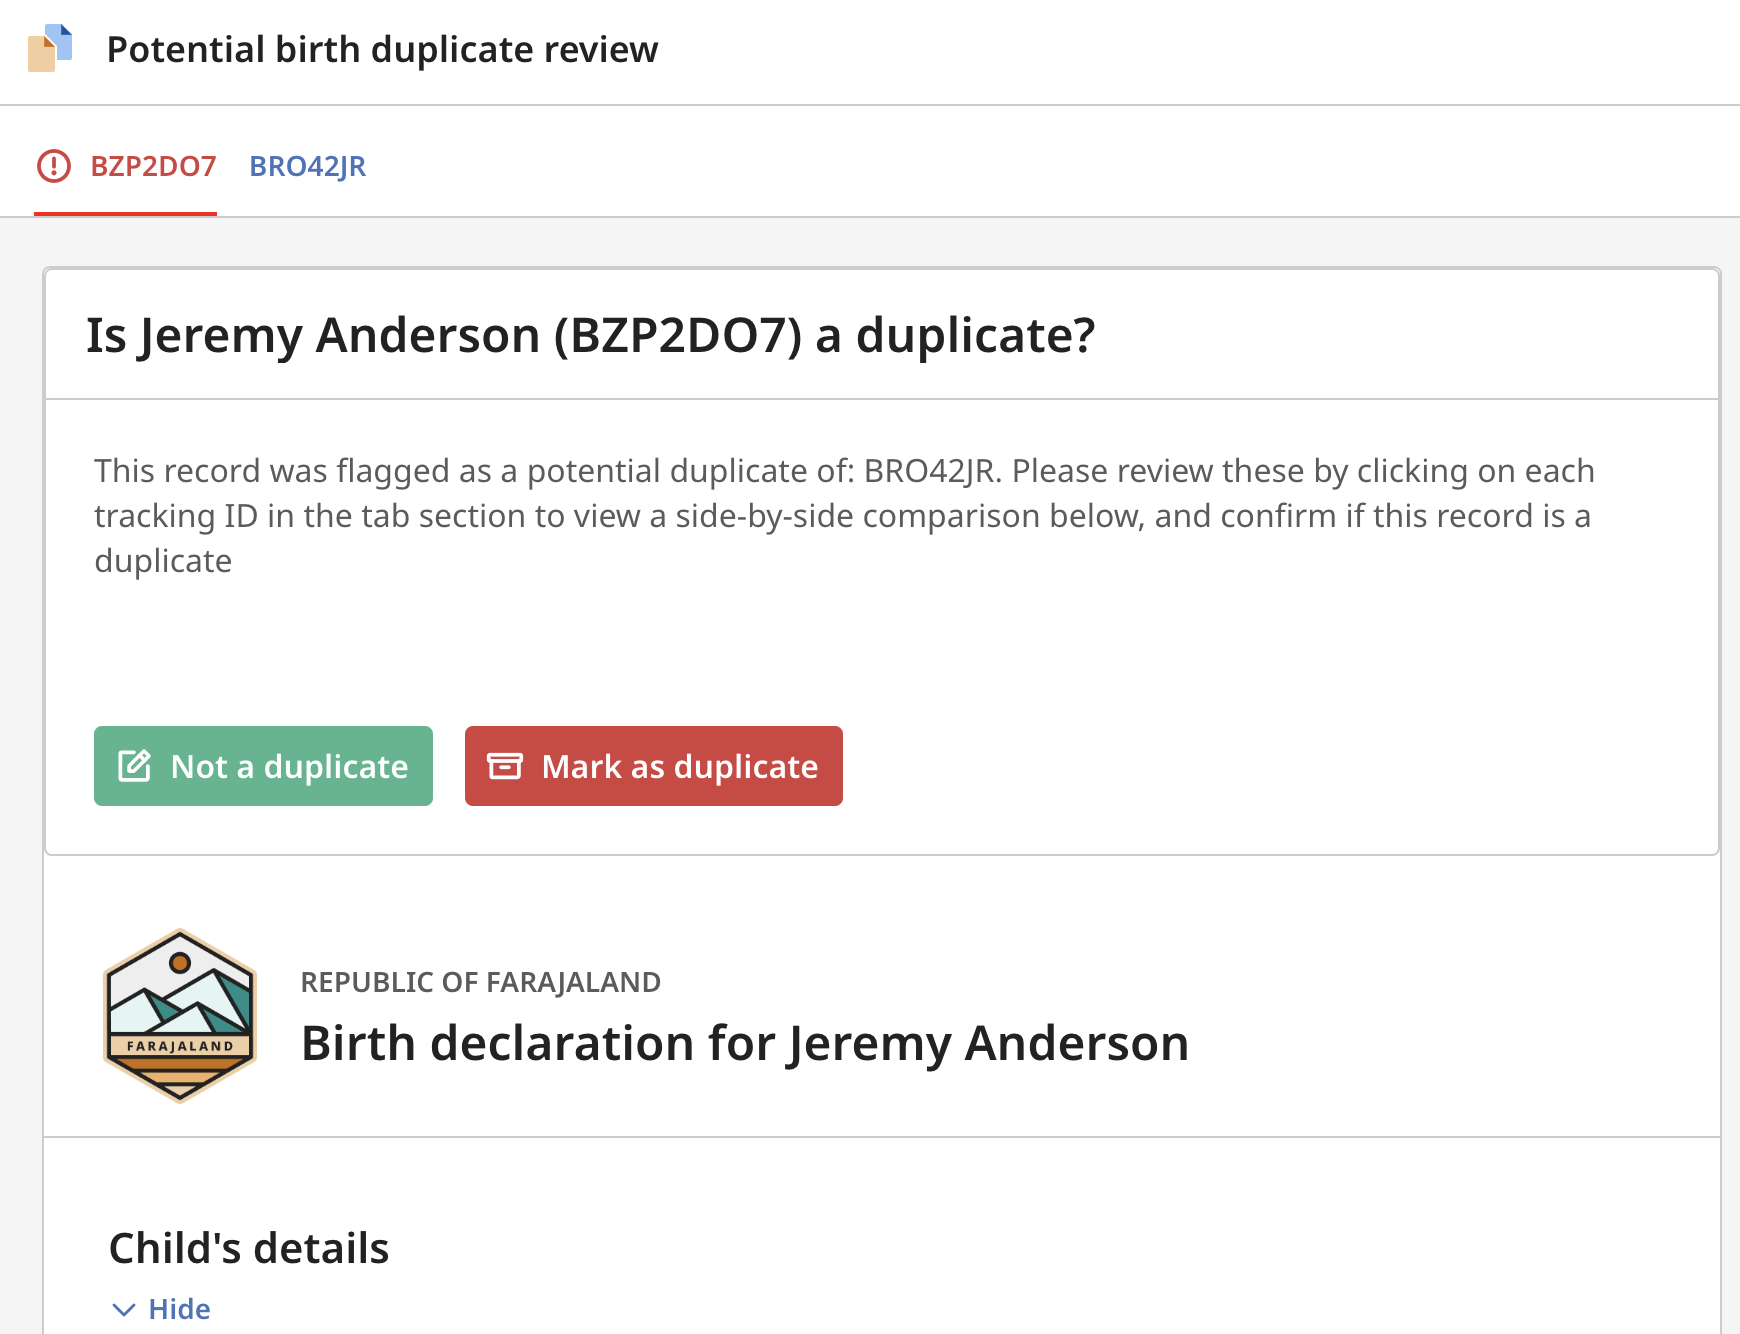 Potential birth duplicate review
BZP2DO7 BRO42JR
Is Jeremy Anderson (BZP2DO7) a duplicate?
This record was flagged as a potential duplicate of: BRO42JR. Please review these by clicking on each
tracking ID in the tab section to view a side-by-side comparison below, and confirm if this record is a
duplicate
Not a duplicate Mark as duplicate
FARAJALAND
REPUBLIC OF FARAJALAND
Birth declaration for Jeremy Anderson
Child's details
Hide